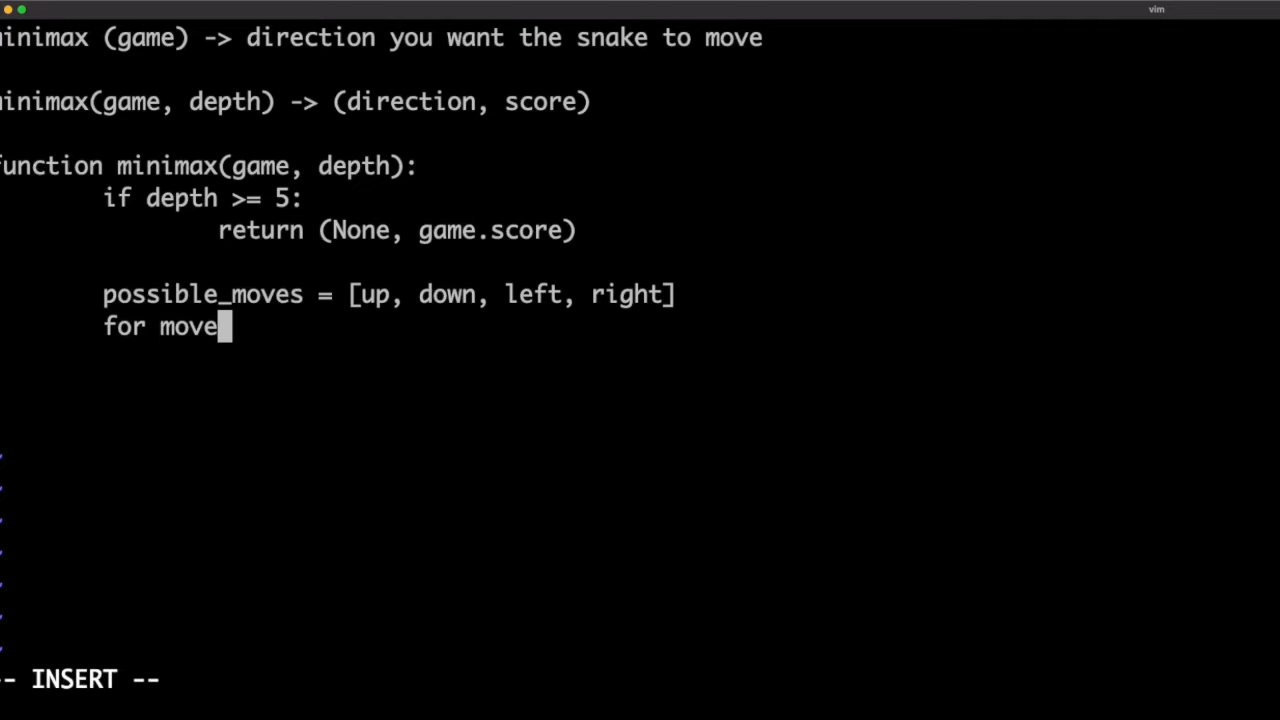 vim
inimax (game) -> direction you want the snake to move
inimax(game, depth) -> (direction, score)
function minimax(game, depth):
if depth >= 5:
return (None, game.score)
possible_moves = [up, down, left, right]
for move
-- INSERT --